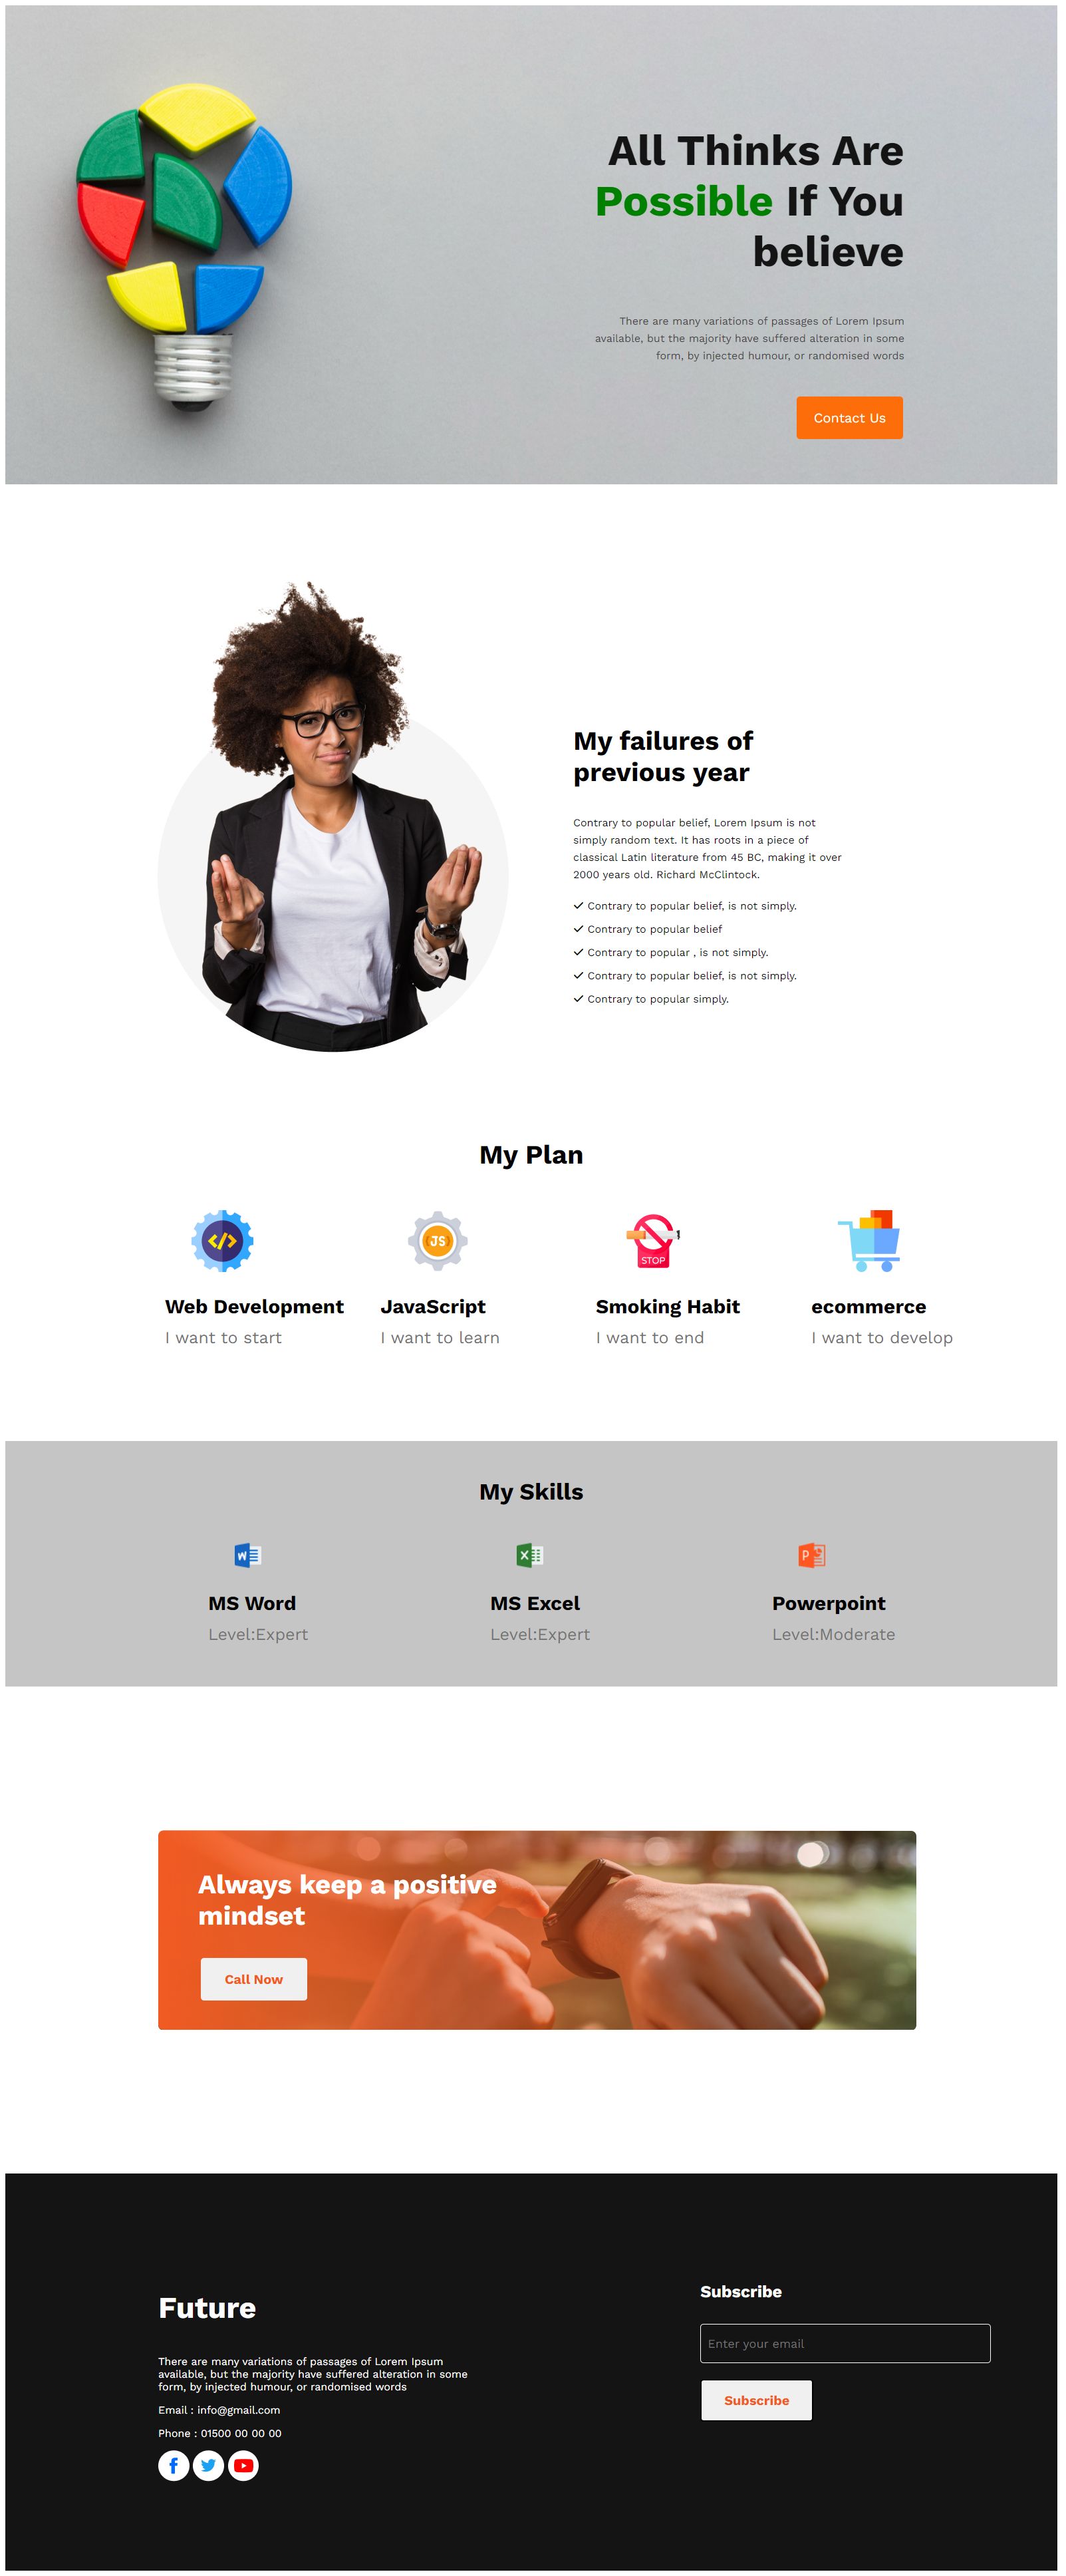 All Thinks Are
Possible If You
believe
There are many variations of passages of Lorem Ipsum
available, but the majority have suffered alteration in some
form, by injected humour, or randomised words
Contact Us
My failures of
previous year
Contrary to popular belief, Lorem Ipsum is not
simply random text. It has roots in a piece of
classical Latin literature from 45 BC, making it over
2000 years old. Richard McClintock.
Contrary to popular belief, is not simply.
Contrary to popular belief
Contrary to popular , is not simply.
Contrary to popular belief, is not simply.
Contrary to popular simply.
My Plan
</>
JS
STOP
Web Development
I want to start
JavaScript
I want to learn
Smoking Habit
I want to end
ecommerce
I want to develop
My Skills
W
X
P
MS Word
Level:Expert
MS Excel
Level:Expert
Powerpoint
Level:Moderate
Always keep a positive
mindset
Call Now
Future
There are many variations of passages of Lorem Ipsum
available, but the majority have suffered alteration in some
form, by injected humour, or randomised words
Email : info@gmail.com
Phone : 01500 00 00 00
f
Subscribe
Enter your email
Subscribe